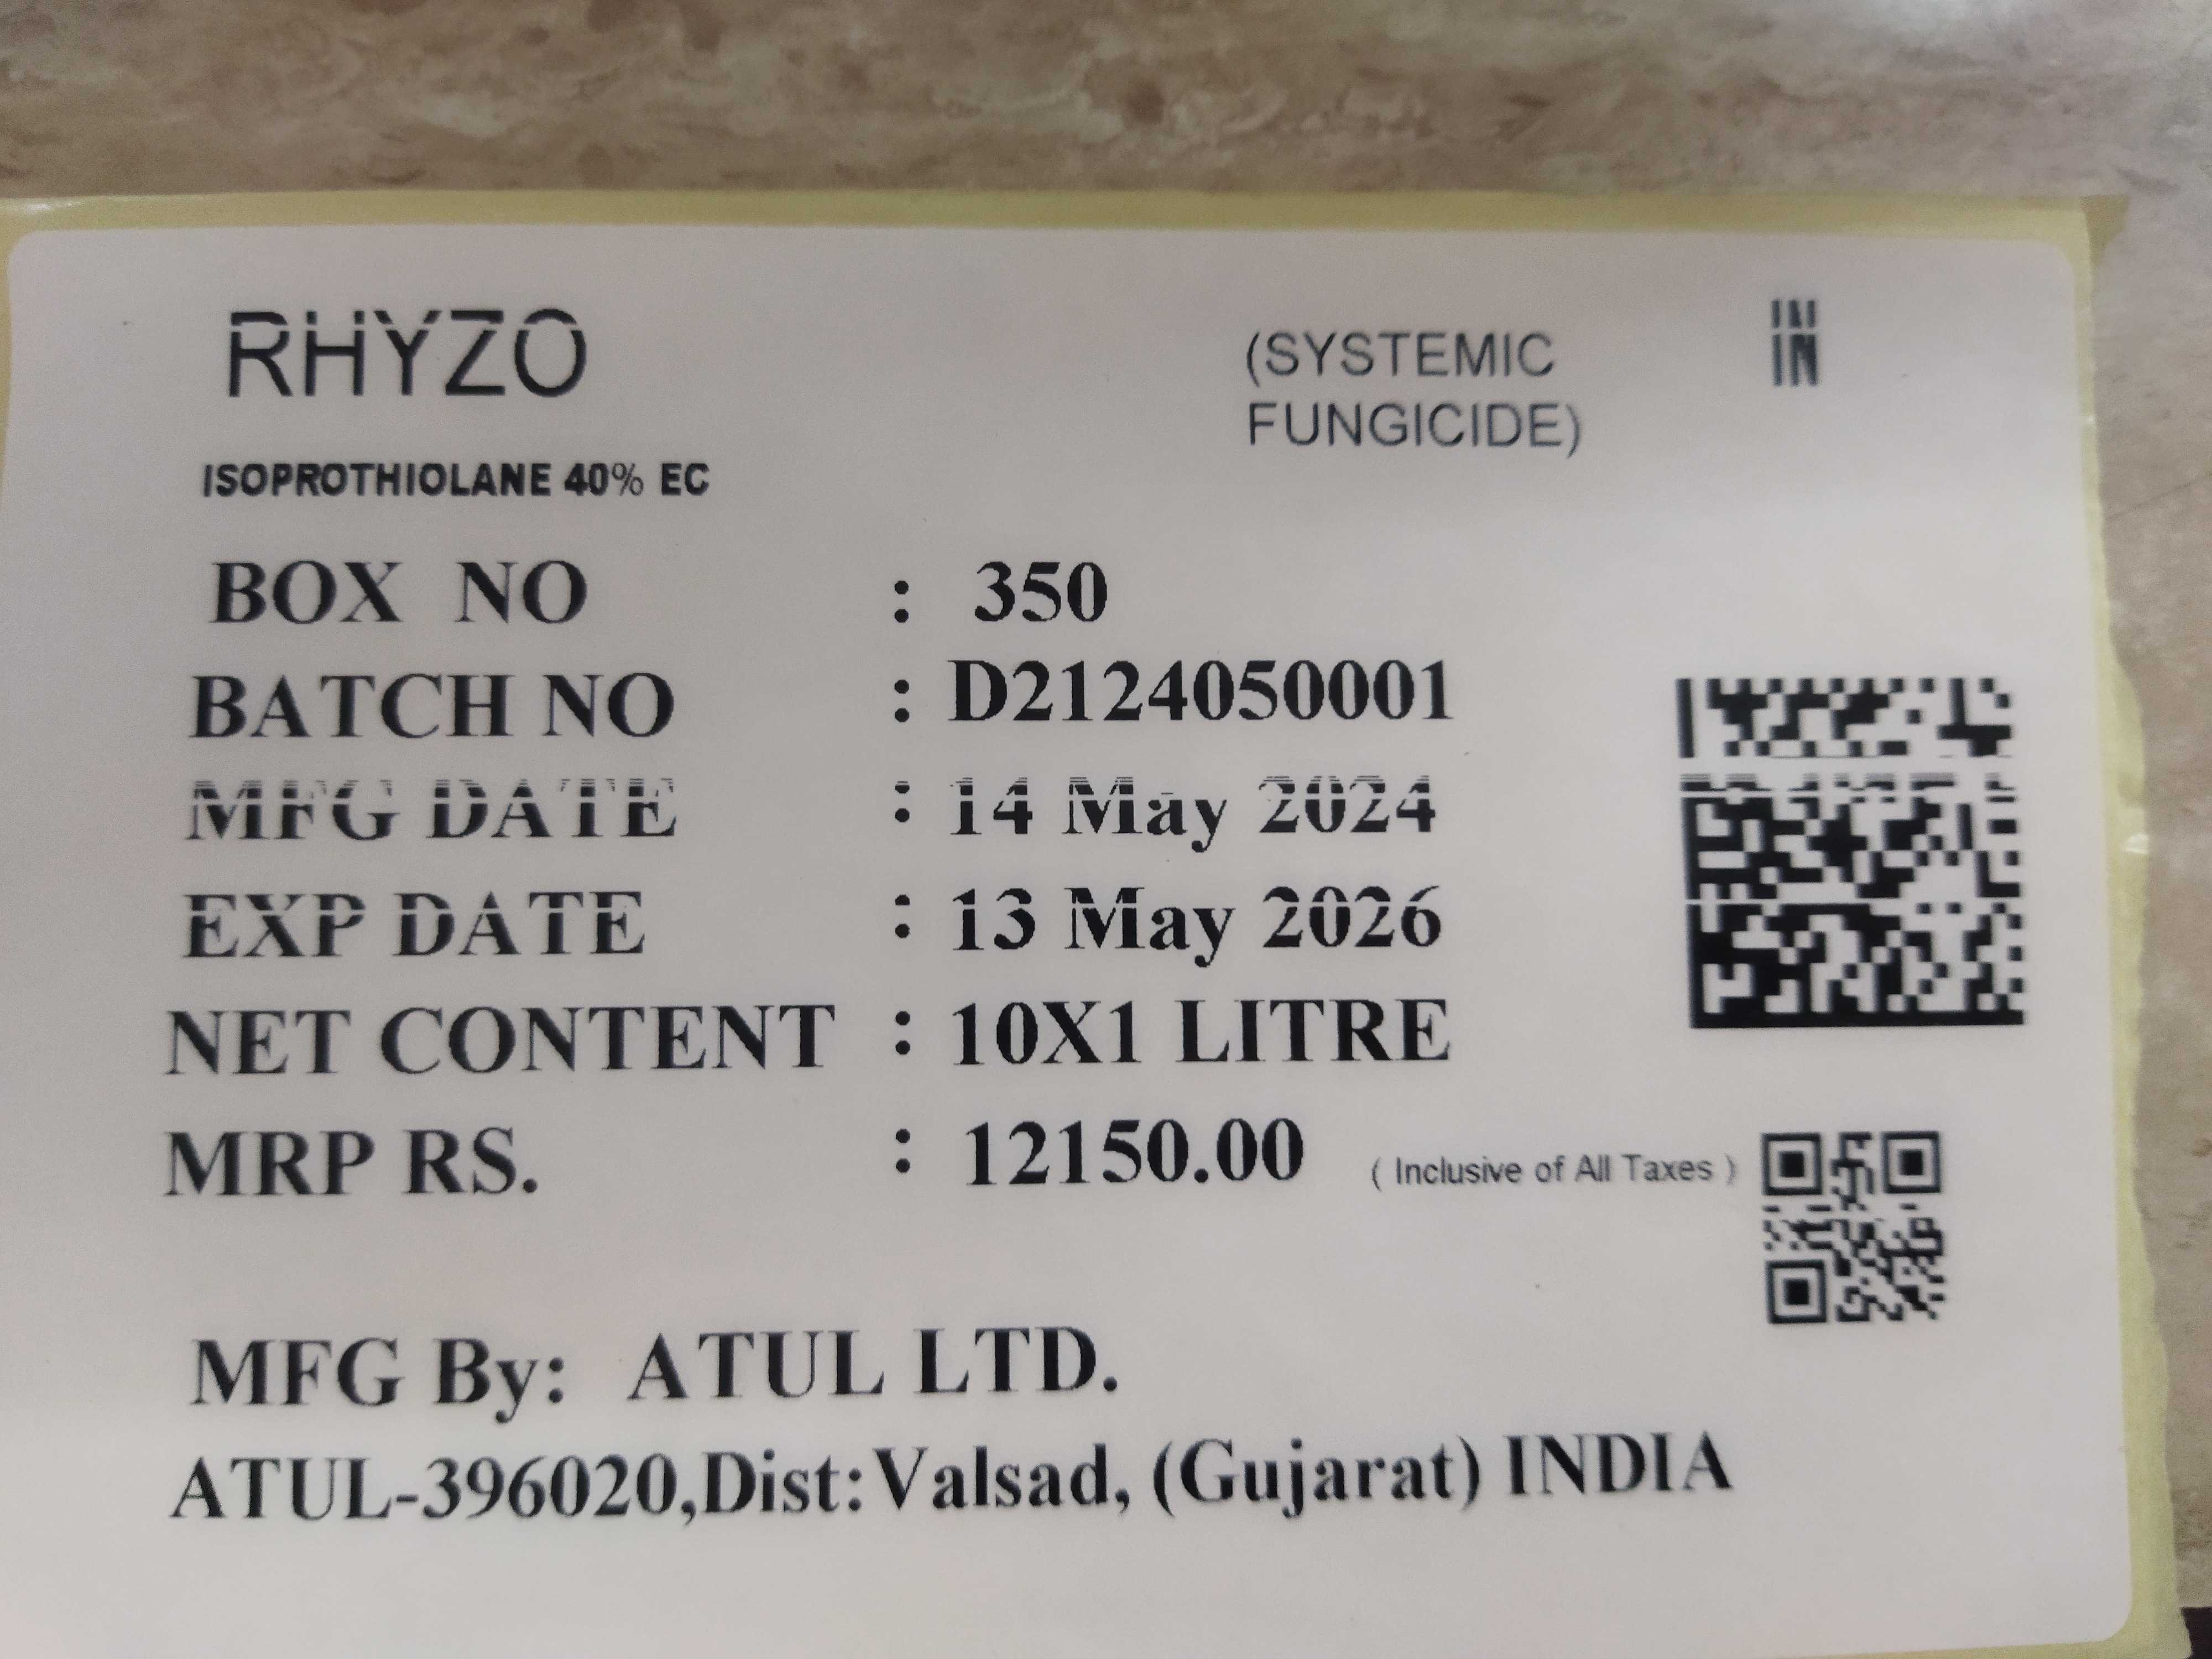 RHYZO
(SYSTEMIC
FUNGICIDE)
IN
ISOPROTHIOLANE 40% EC
BOX NO : 350
BATCH NO : D2124050001
MFG DATE : 14 May 2024
EXP DATE : 13 May 2026
NET CONTENT : 10X1 LITRE
MRP RS. : 12150.00 ( Inclusive of All Taxes )
MFG By: ATUL LTD.
ATUL-396020,Dist:Valsad, (Gujarat) INDIA